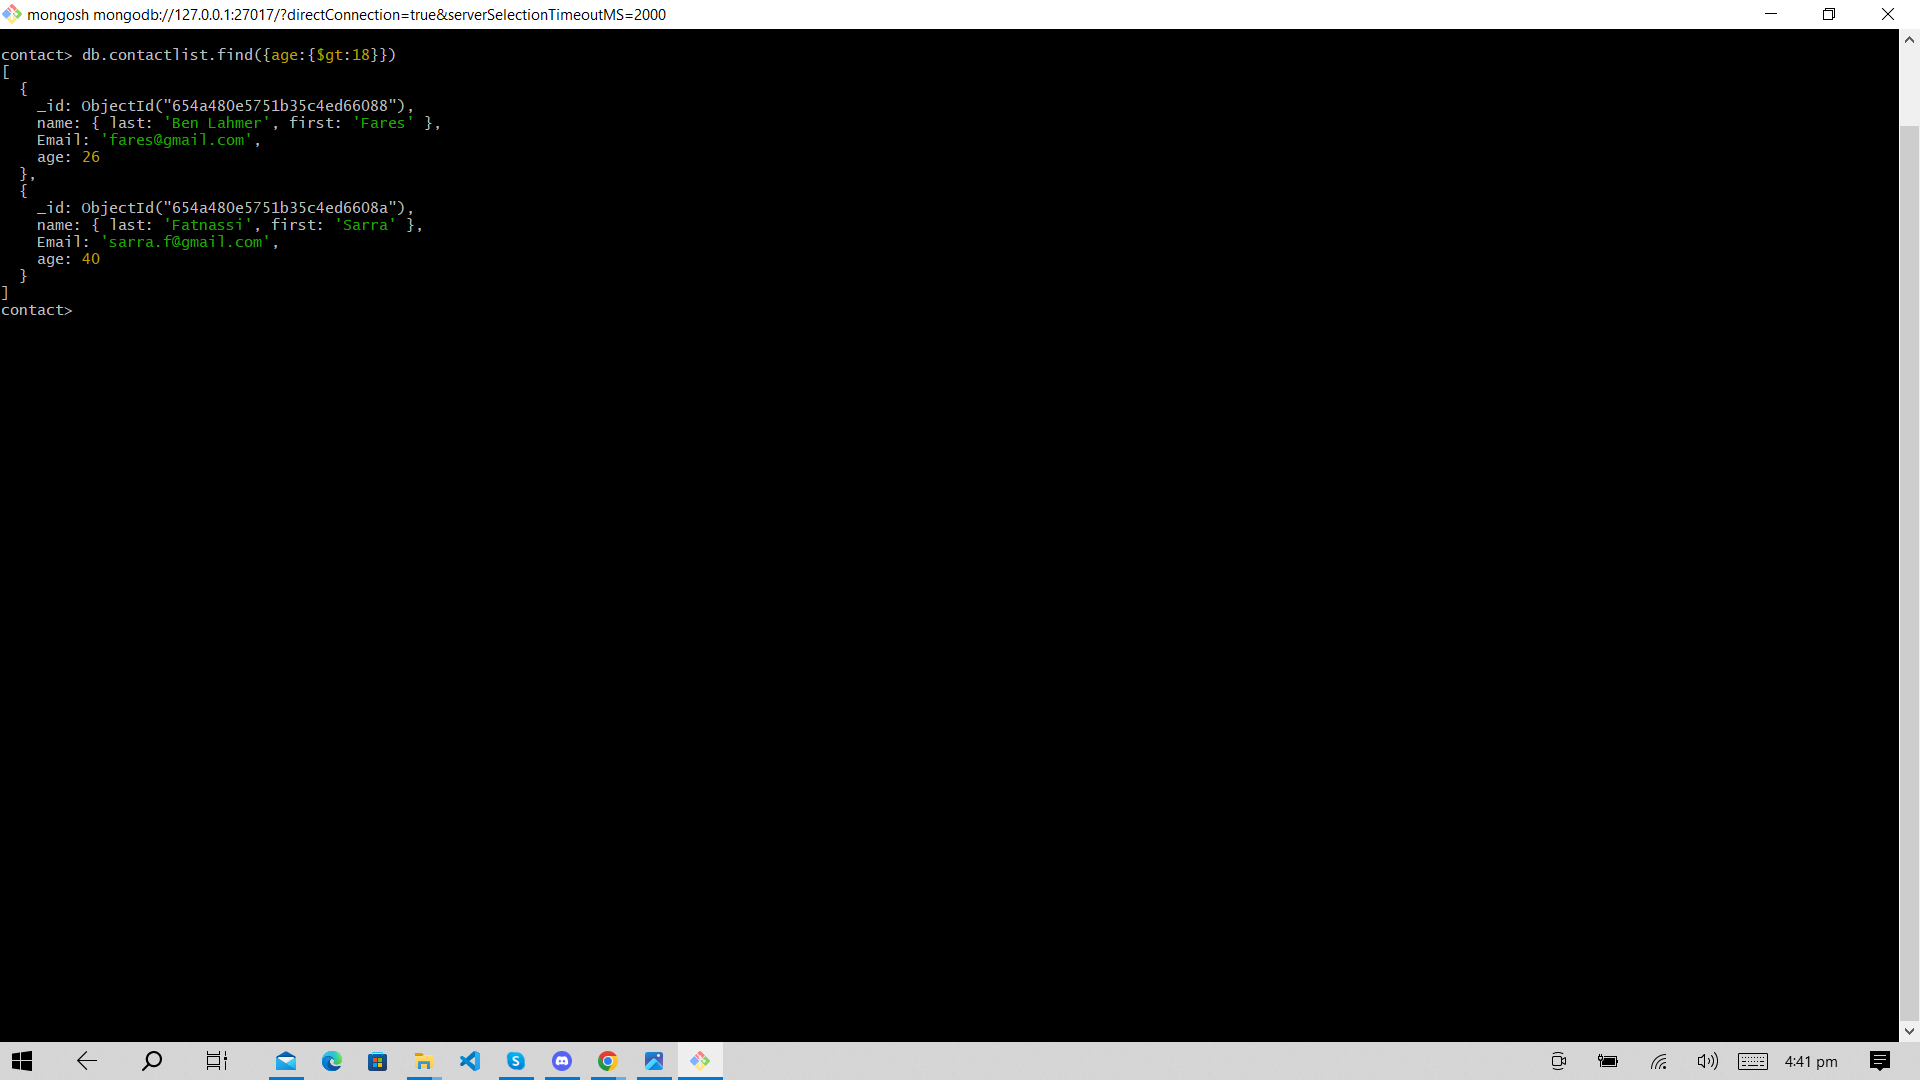 mongosh mongodb://127.0.0.1:27017/?directConnection=true&serverSelectionTimeoutMS=2000
contact> db.contactlist.find({age:{$gt:18}})
[
  {
    _id: ObjectId("654a480e5751b35c4ed66088"),
    name: { last: 'Ben Lahmer', first: 'Fares' },
    Email: 'fares@gmail.com',
    age: 26
  },
  {
    _id: ObjectId("654a480e5751b35c4ed6608a"),
    name: { last: 'Fatnassi', first: 'Sarra' },
    Email: 'sarra.f@gmail.com',
    age: 40
  }
]
contact>
4:41 pm